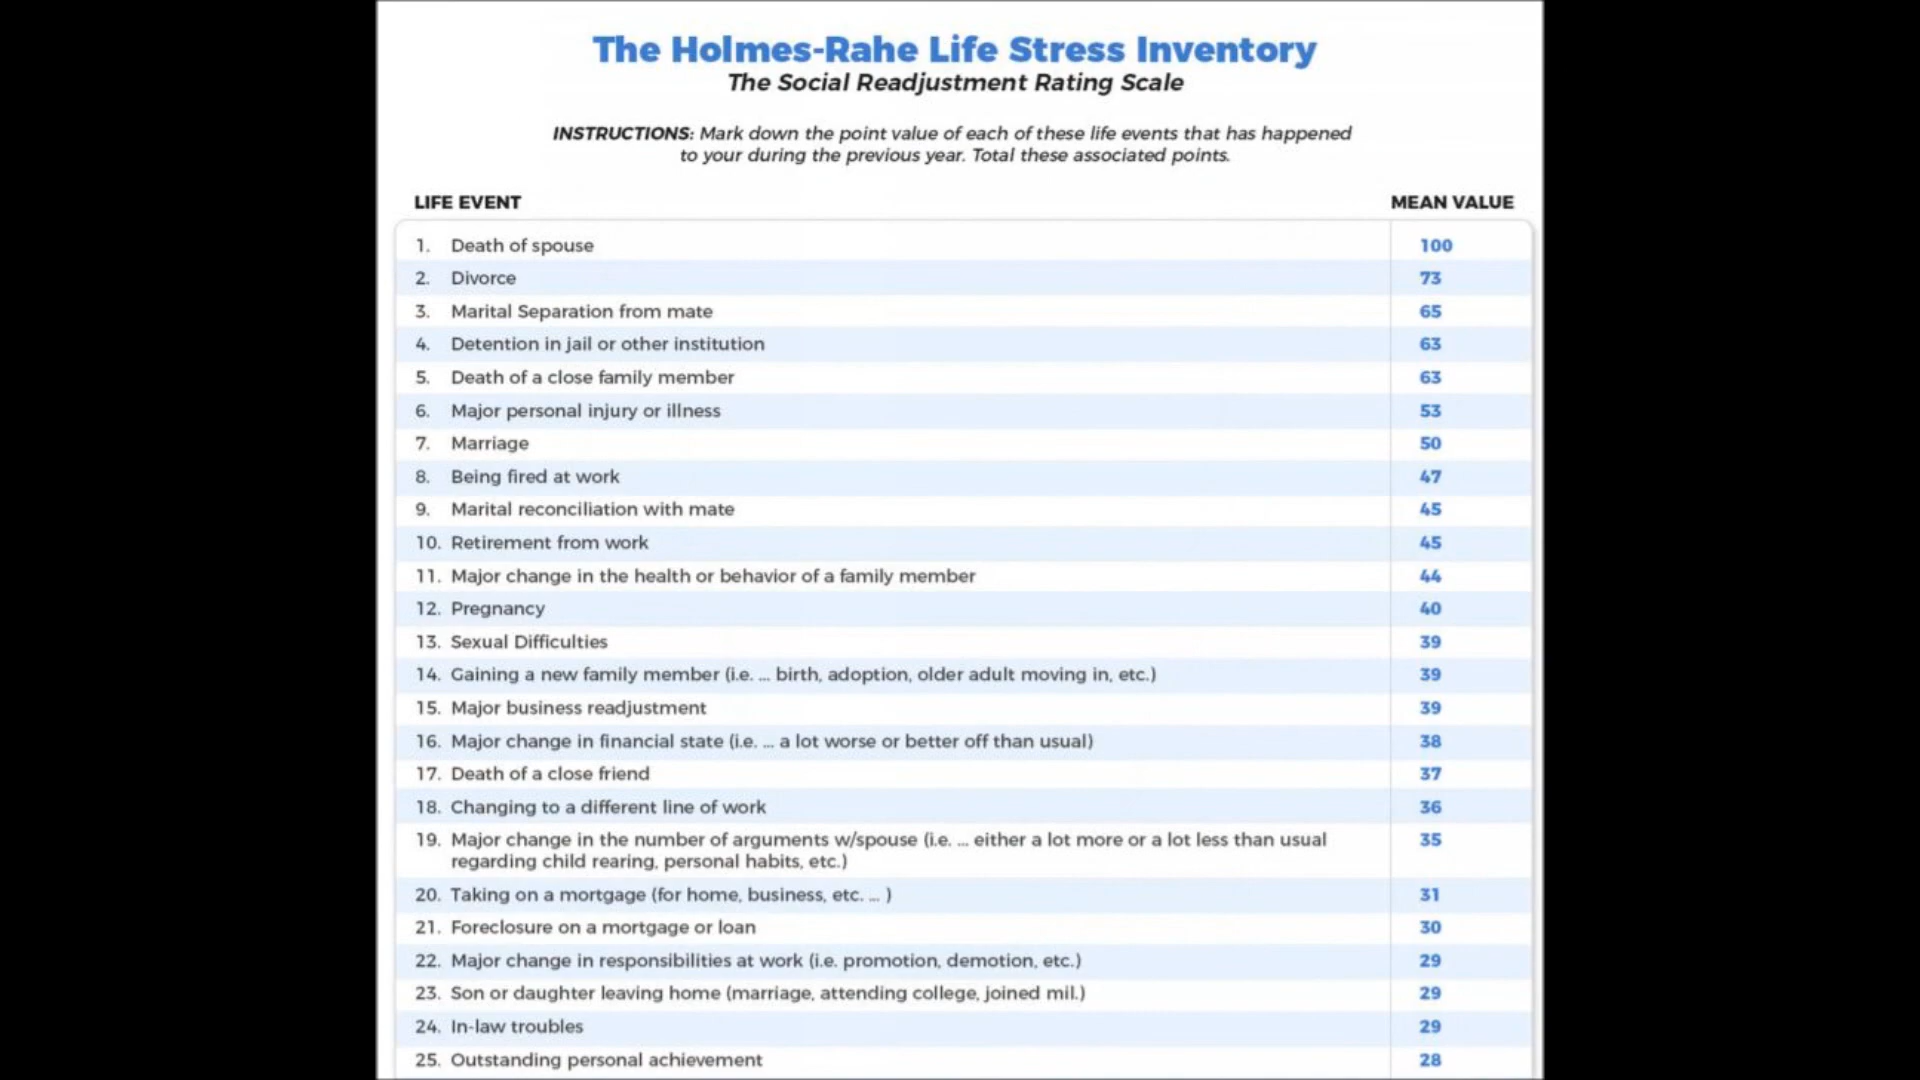 The Holmes-Rahe Life Stress Inventory
The Social Readjustment Rating Scale
INSTRUCTIONS: Mark down the point value of each of these life events that has happened
to your during the previous year. Total these associated points.
LIFE EVENT MEAN VALUE
1. Death of spouse 100
2. Divorce 73
3. Marital Separation from mate 65
4. Detention in jail or other institution 63
5. Death of a close family member 63
6. Major personal injury or illness 53
7. Marriage 50
8. Being fired at work 47
9. Marital reconciliation with mate 45
10. Retirement from work 45
11. Major change in the health or behavior of a family member 44
12. Pregnancy 40
13. Sexual Difficulties 39
14. Gaining a new family member (i.e. ... birth, adoption, older adult moving in, etc.) 39
15. Major business readjustment 39
16. Major change in financial state (i.e. ... a lot worse or better off than usual) 38
17. Death of a close friend 37
18. Changing to a different line of work 36
19. Major change in the number of arguments w/spouse (i.e. ... either a lot more or a lot less than usual 35
regarding child rearing, personal habits, etc.)
20. Taking on a mortgage (for home, business, etc. ... ) 31
21. Foreclosure on a mortgage or loan 30
22. Major change in responsibilities at work (i.e. promotion, demotion, etc.) 29
23. Son or daughter leaving home (marriage, attending college, joined mil.) 29
24. In-law troubles 29
25. Outstanding personal achievement 28